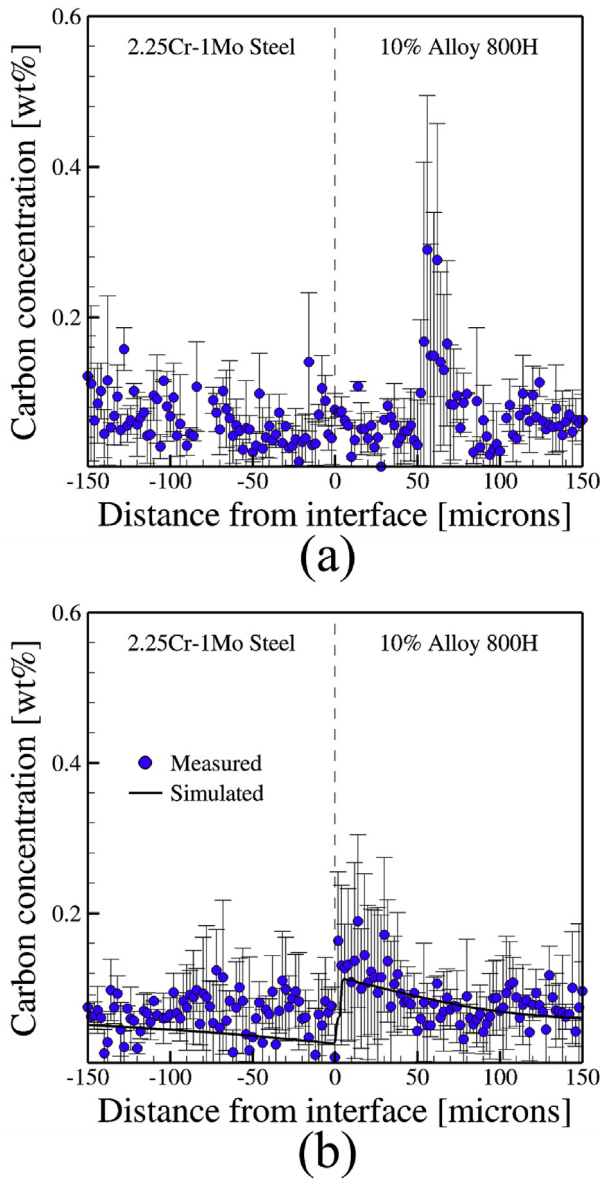 0.6
2.25Cr-1Mo Steel
10% Alloy 800H
0.4
0.2
Carbon concentration [wt%]
-150
-100
-50
0
50
100
150
Distance from interface [microns]
(a)
0.6
2.25Cr-1Mo Steel
10% Alloy 800H
0.4
Measured
Simulated
0.2
Carbon concentration [wt%]
-150
-100
-50
0
50
100
150
Distance from interface [microns]
(b)